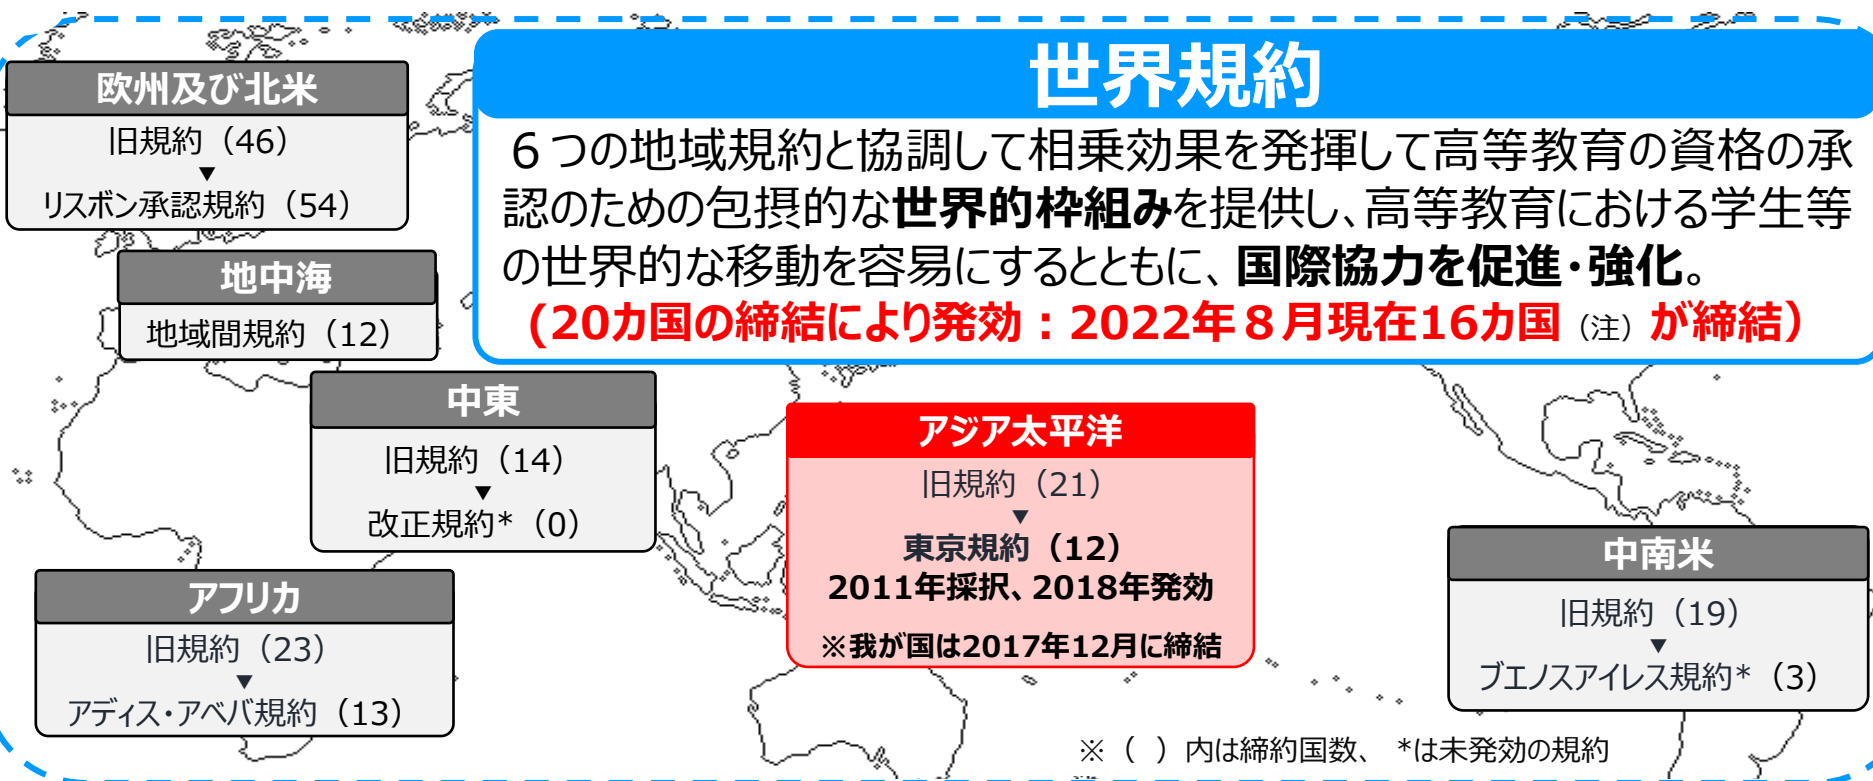 世界規約
６つの地域規約と協調して相乗効果を発揮して高等教育の資格の承
認のための包摂的な世界的枠組みを提供し、高等教育における学生等
の世界的な移動を容易にするとともに、国際協力を促進・強化。
(20カ国の締結により発効：2022年８月現在16カ国（注）が締結）
欧州及び北米
旧規約（46）
▼
リスボン承認規約（54）
地中海
地域間規約（12）
中東
旧規約（14）
▼
改正規約*（0）
アフリカ
旧規約（23）
▼
アディス・アベバ規約（13）
アジア太平洋
旧規約（21）
▼
東京規約（12）
2011年採択、2018年発効
※我が国は2017年12月に締結
中南米
旧規約（19）
▼
ブエノスアイレス規約*（3）
※（ ）内は締約国数、 *は未発効の規約